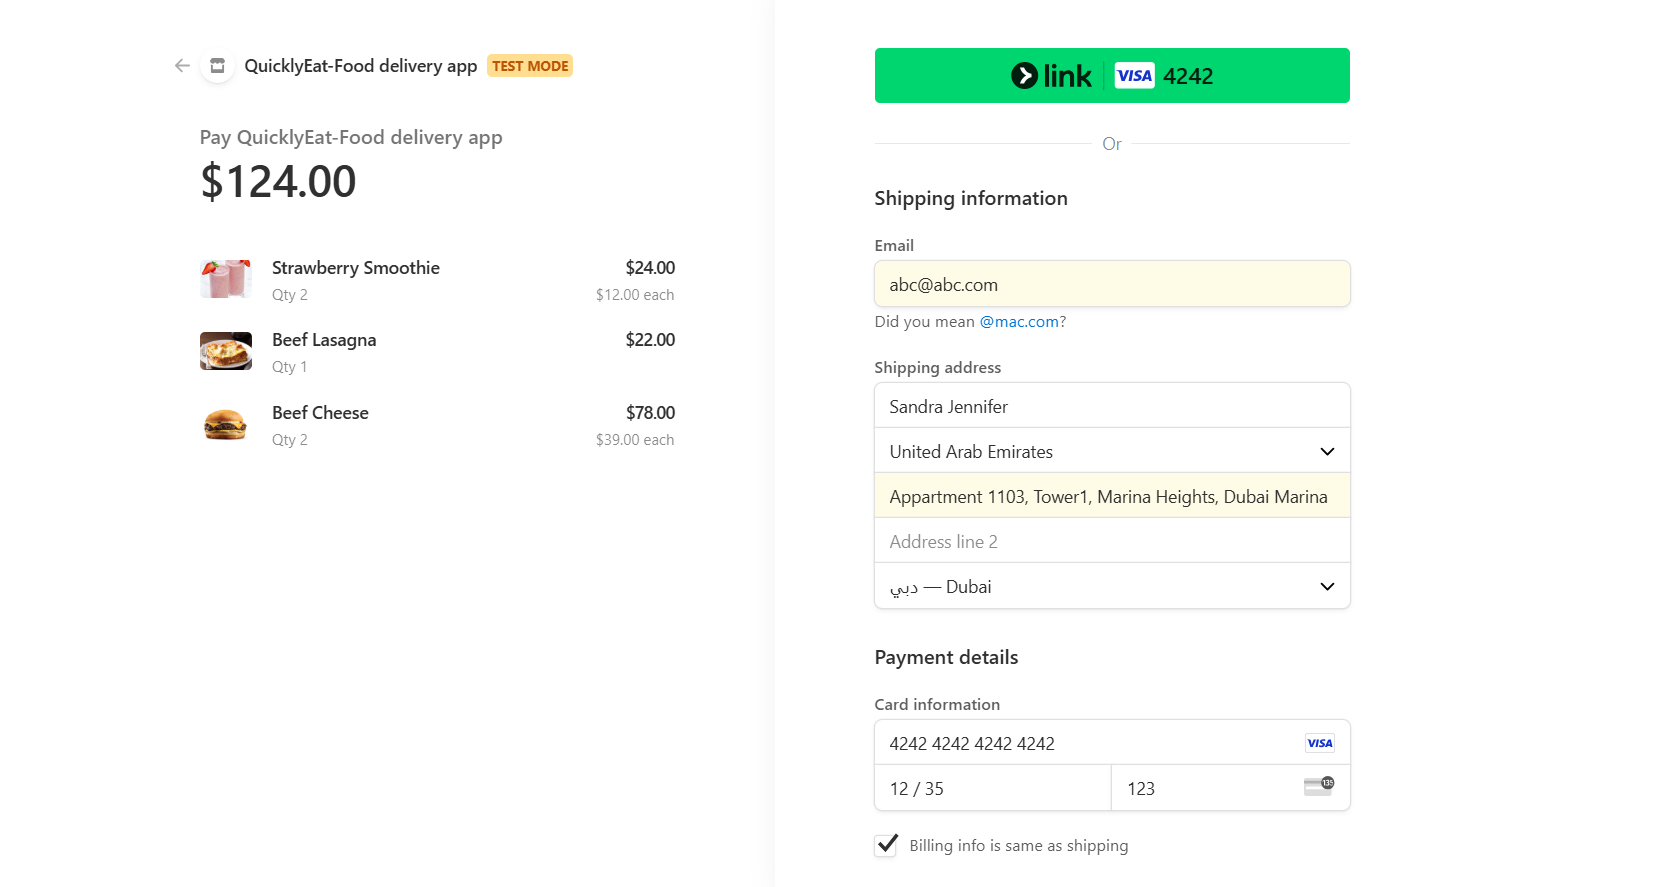 QuicklyEat-Food delivery app TEST MODE
Pay QuicklyEat-Food delivery app
$124.00
Strawberry Smoothie $24.00
Qty 2 $12.00 each
Beef Lasagna $22.00
Qty 1
Beef Cheese $78.00
Qty 2 $39.00 each
link VISA 4242
Or
Shipping information
Email
abc@abc.com
Did you mean @mac.com?
Shipping address
Sandra Jennifer
United Arab Emirates
Appartment 1103, Tower1, Marina Heights, Dubai Marina
Address line 2
دبي — Dubai
Payment details
Card information
4242 4242 4242 4242 VISA
12 / 35 123 135
Billing info is same as shipping